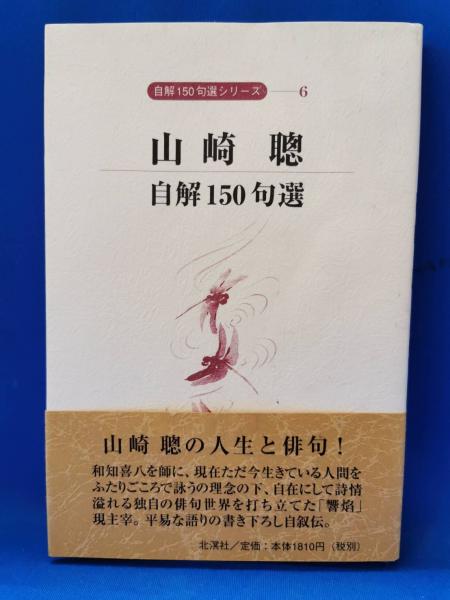 自解150句選シリーズ——6
山崎 聰
自解150句選
山崎 聰の人生と俳句！
和知喜八を師に、現在ただ今生きている人間を
ふたりごころで詠うの理念の下、自在にして詩情
溢れる独自の俳句世界を打ち立てた「響焰」
現主宰。平易な語りの書き下ろし自叙伝。
北溟社／定価：本体1810円（税別）